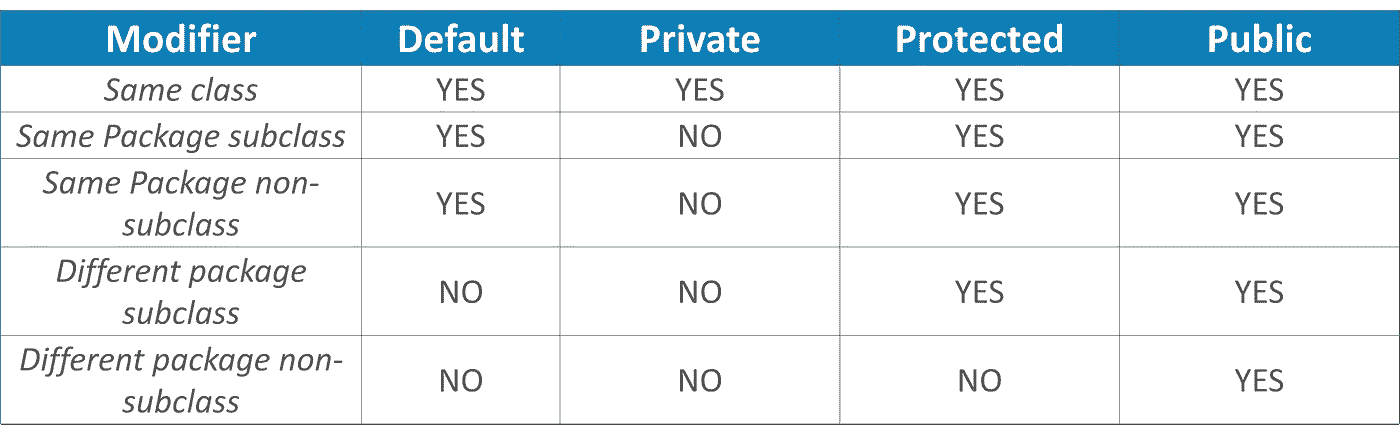 Modifier Default Private Protected Public
Same class YES YES YES YES
Same Package subclass YES NO YES YES
Same Package non-
subclass YES NO YES YES
Different package
subclass NO NO YES YES
Different package non-
subclass NO NO NO YES